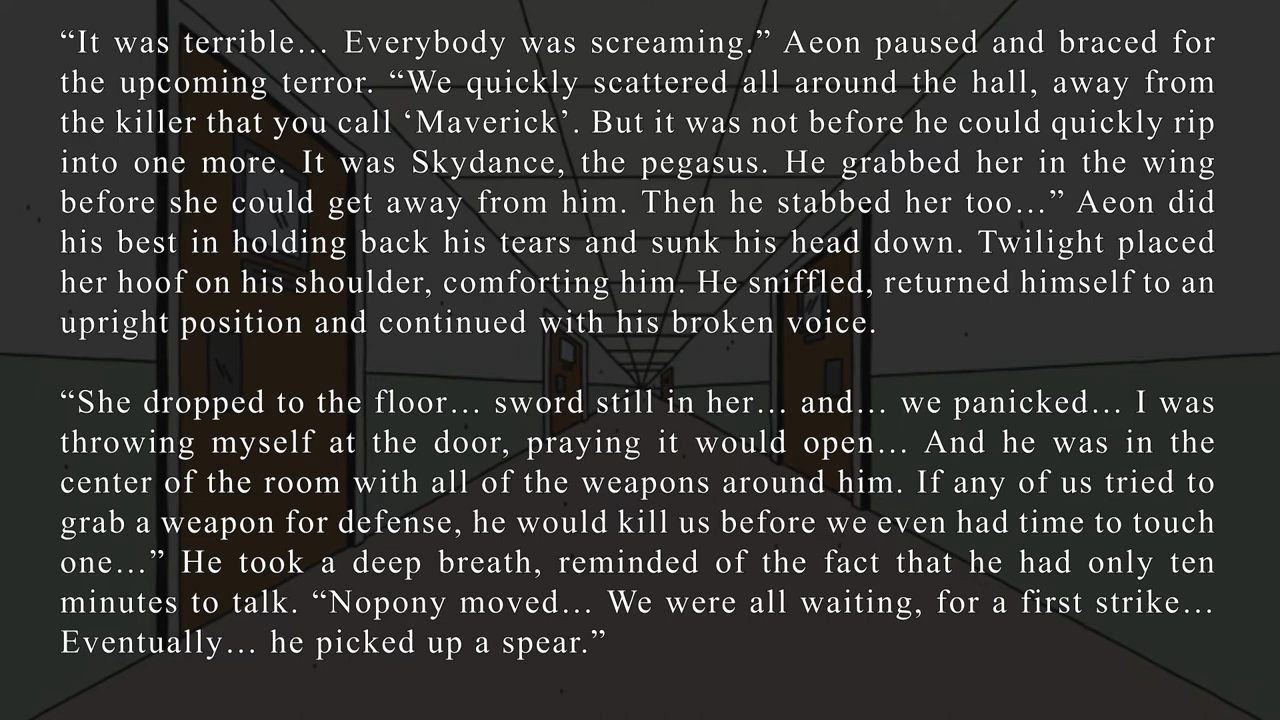 “It was terrible… Everybody was screaming.” Aeon paused and braced for
the upcoming terror. “We quickly scattered all around the hall, away from
the killer that you call ‘Maverick’. But it was not before he could quickly rip
into one more. It was Skydance, the pegasus. He grabbed her in the wing
before she could get away from him. Then he stabbed her too…” Aeon did
his best in holding back his tears and sunk his head down. Twilight placed
her hoof on his shoulder, comforting him. He sniffled, returned himself to an
upright position and continued with his broken voice.
“She dropped to the floor… sword still in her… and… we panicked… I was
throwing myself at the door, praying it would open… And he was in the
center of the room with all of the weapons around him. If any of us tried to
grab a weapon for defense, he would kill us before we even had time to touch
one…” He took a deep breath, reminded of the fact that he had only ten
minutes to talk. “Nopony moved… We were all waiting, for a first strike…
Eventually… he picked up a spear.”